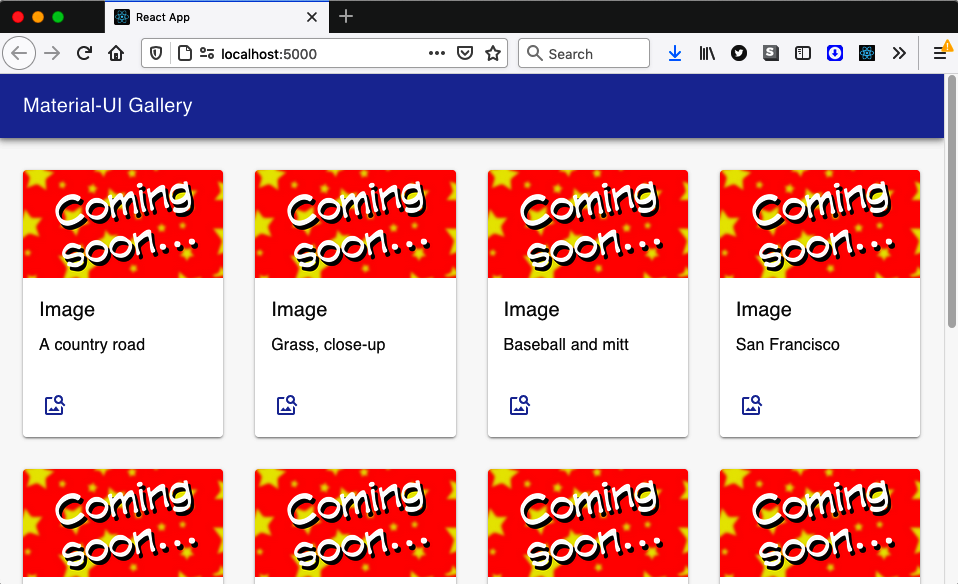 React App
localhost:5000
Search
Material-UI Gallery
Coming
soon...
Coming
soon...
Coming
soon...
Coming
soon...
Image
A country road
Image
Grass, close-up
Image
Baseball and mitt
Image
San Francisco
Coming
soon...
Coming
soon...
Coming
soon...
Coming
soon...